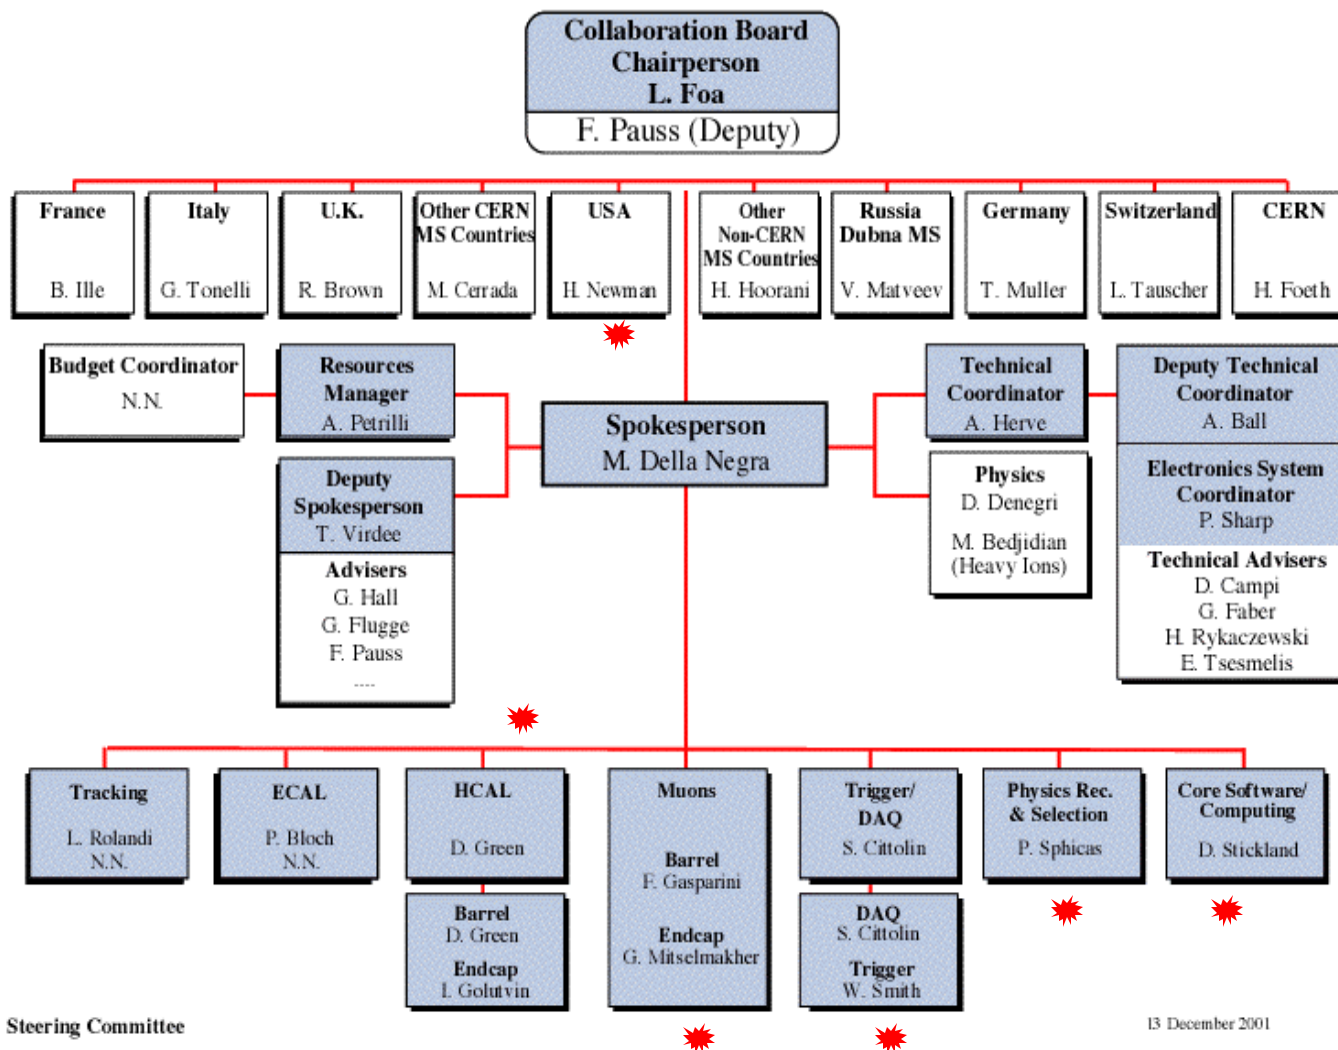 Collaboration Board
Chairperson
L. Foa
F. Pauss (Deputy)
France
B. Ille
Italy
G. Tonelli
U.K.
R. Brown
Other CERN
MS Countries
M. Cerrada
USA
H. Newman
Other
Non-CERN
MS Countries
H. Hoorani
Russia
Dubna MS
V. Matveev
Germany
T. Muller
Switzerland
L. Tauscher
CERN
H. Foeth
Budget Coordinator
N.N.
Resources
Manager
A. Petrilli
Deputy
Spokesperson
T. Virdee
Advisers
G. Hall
G. Flugge
F. Pauss
....
Spokesperson
M. Della Negra
Technical
Coordinator
A. Herve
Physics
D. Denegri
M. Bedjidian
(Heavy Ions)
Deputy Technical
Coordinator
A. Ball
Electronics System
Coordinator
P. Sharp
Technical Advisers
D. Campi
G. Faber
H. Rykaczewski
E. Tsesmelis
Tracking
L. Rolandi
N.N.
ECAL
P. Bloch
N.N.
HCAL
D. Green
Barrel
D. Green
Endcap
I. Golutvin
Muons
Barrel
F. Gasparini
Endcap
G. Mitselmakher
Trigger/
DAQ
S. Cittolin
DAQ
S. Cittolin
Trigger
W. Smith
Physics Rec.
& Selection
P. Sphicas
Core Software/
Computing
D. Stickland
Steering Committee
13 December 2001